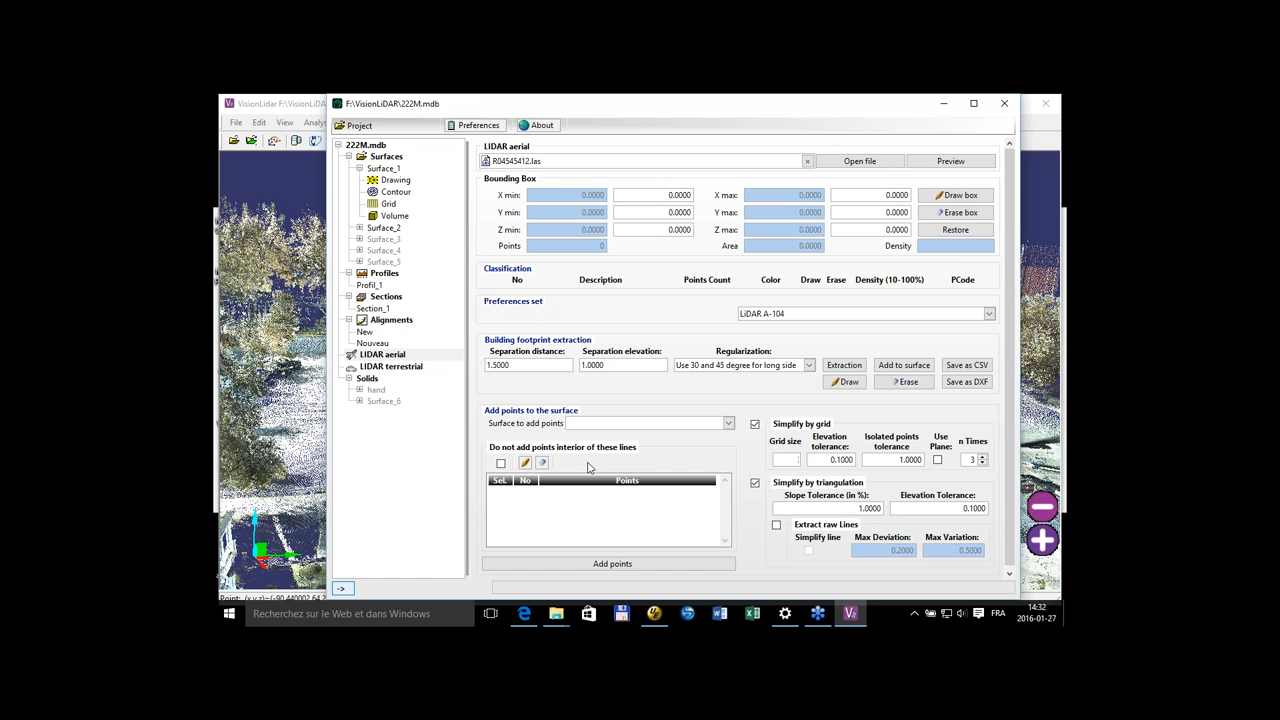 VisionLidar F:\VisionLiDA
F:\VisionLiDAR\222M.mdb
File Edit View Analys
Project Preferences About
222M.mdb
Surfaces
Surface_1
Drawing
Contour
Grid
Volume
Surface_2
Surface_3
Surface_4
Surface_5
Profiles
Profil_1
Sections
Section_1
Alignments
New
Nouveau
LIDAR aerial
LIDAR terrestrial
Solids
hand
Surface_6
->
LIDAR aerial
R04545412.las × Open file Preview
Bounding Box
X min: 0.0000 0.0000 X max: 0.0000 0.0000 Draw box
Y min: 0.0000 0.0000 Y max: 0.0000 0.0000 Erase box
Z min: 0.0000 0.0000 Z max: 0.0000 0.0000 Restore
Points 0 Area 0.0000 Density
Classification
No Description Points Count Color Draw Erase Density (10-100%) PCode
Preferences set
LiDAR A-104
Building footprint extraction
Separation distance: Separation elevation: Regularization:
1.5000 1.0000 Use 30 and 45 degree for long side Extraction Add to surface Save as CSV
Draw Erase Save as DXF
Add points to the surface
Surface to add points
Do not add points interior of these lines
Sel. No Points
Add points
Simplify by grid
Grid size Elevation tolerance: Isolated points tolerance Use Plane: n Times
0.1000 1.0000 3
Simplify by triangulation
Slope Tolerance (in %): Elevation Tolerance:
1.0000 0.1000
Extract raw Lines
Simplify line Max Deviation: Max Variation:
0.2000 0.5000
Recherchez sur le Web et dans Windows
FRA
14:32
2016-01-27